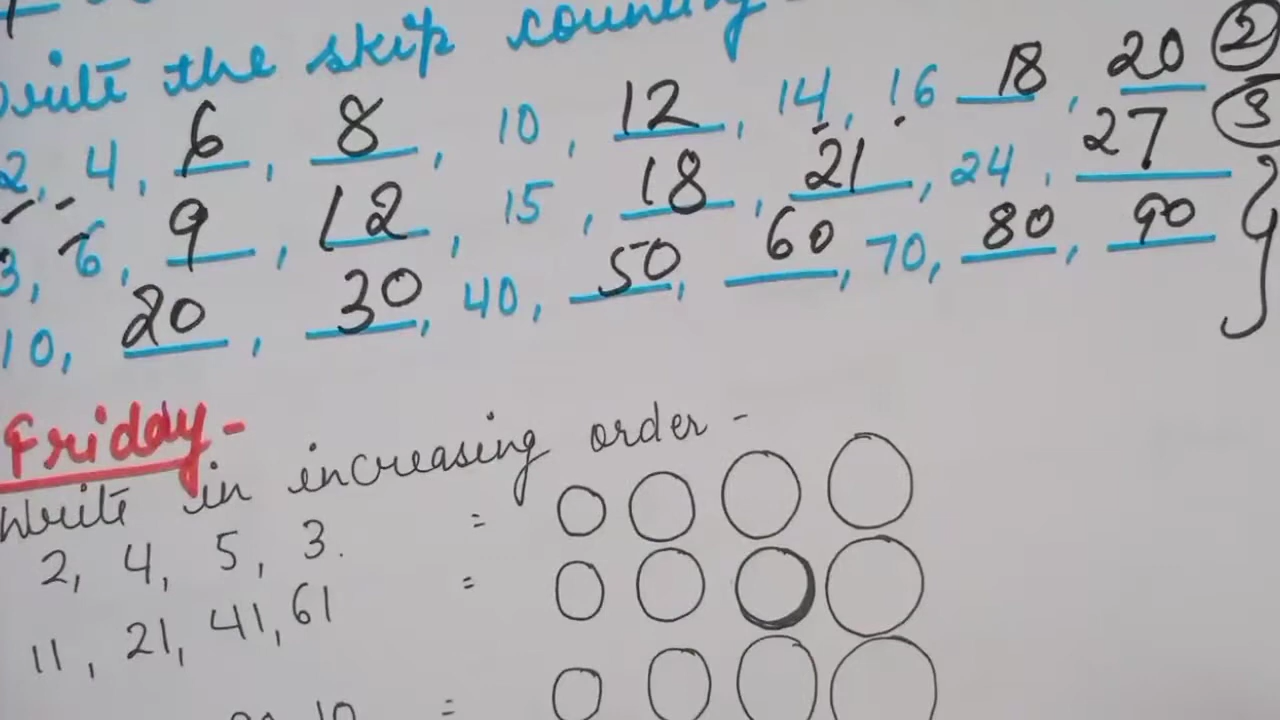 write the skip counting
2, 4, 6, 8, 10, 12, 14, 16 18, 20 2
3, 6, 9, 12, 15, 18, 21, 24, 27 3
10, 20, 30, 40, 50, 60, 70, 80, 90
Friday-
Write in increasing order -
2, 4, 5, 3. =
11, 21, 41, 61 =
10 =